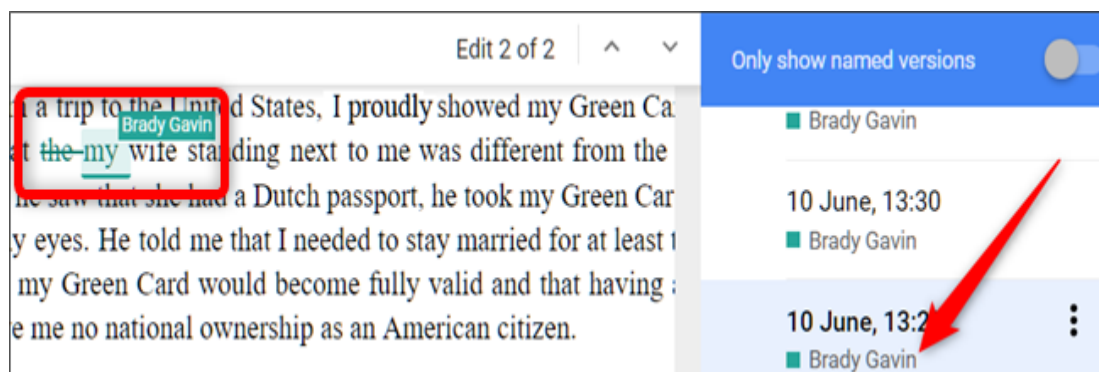 Edit 2 of 2
a trip to the United States, I proudly showed my Green
Brady Gavin
the my wife standing next to me was different from the
he saw that she had a Dutch passport, he took my Green
eyes. He told me that I needed to stay married for at least
my Green Card would become fully valid and that having
me no national ownership as an American citizen.
Only show named versions
Brady Gavin
10 June, 13:30
Brady Gavin
10 June,
Brady Gavin